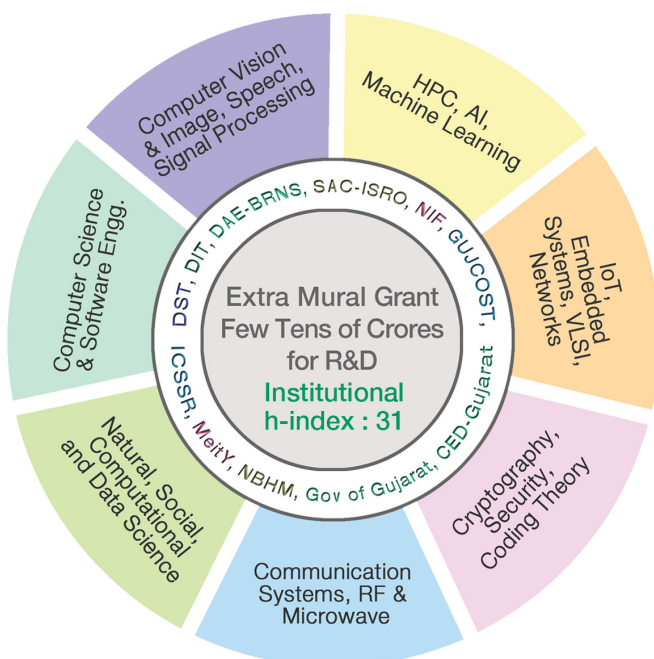 Computer Vision
& Image, Speech,
Signal Processing
HPC, AI,
Machine Learning
IoT,
Embedded
Systems, VLSI,
Networks
Cryptography,
Security,
Coding Theory
Communication
Systems, RF &
Microwave
Natural, Social,
Computational
and Data Science
Computer Science
& Software Engg.
DST, DIT, DAE-BRNS, SAC-ISRO, NIF, GUJCOST,
ICSSR, MeitY, NBHM, Gov of Gujarat, CED-Gujarat
Extra Mural Grant
Few Tens of Crores
for R&D
Institutional
h-index : 31